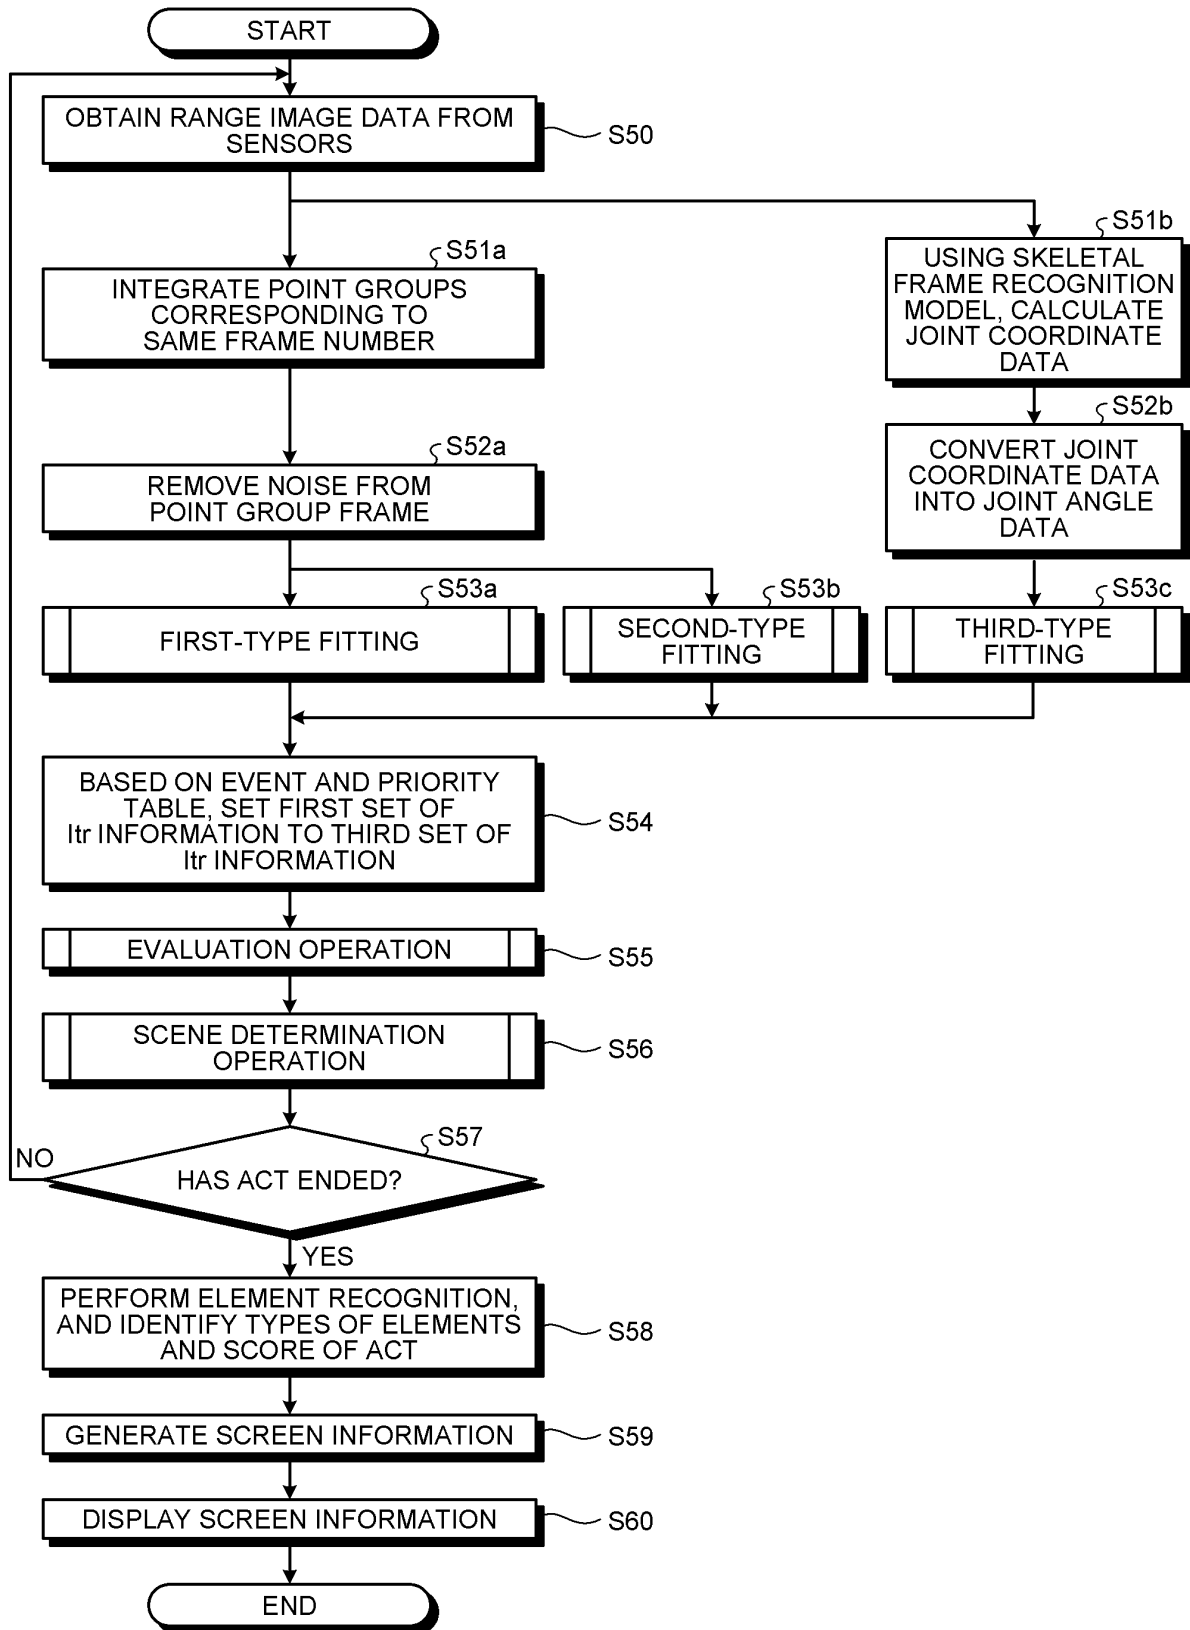 START
OBTAIN RANGE IMAGE DATA FROM
SENSORS
S50
S51a
INTEGRATE POINT GROUPS
CORRESPONDING TO
SAME FRAME NUMBER
S51b
USING SKELETAL
FRAME RECOGNITION
MODEL, CALCULATE
JOINT COORDINATE
DATA
S52a
REMOVE NOISE FROM
POINT GROUP FRAME
S52b
CONVERT JOINT
COORDINATE DATA
INTO JOINT ANGLE
DATA
S53a
FIRST-TYPE FITTING
S53b
SECOND-TYPE
FITTING
S53c
THIRD-TYPE
FITTING
BASED ON EVENT AND PRIORITY
TABLE, SET FIRST SET OF
Itr INFORMATION TO THIRD SET OF
Itr INFORMATION
S54
EVALUATION OPERATION
S55
SCENE DETERMINATION
OPERATION
S56
S57
HAS ACT ENDED?
NO
YES
PERFORM ELEMENT RECOGNITION,
AND IDENTIFY TYPES OF ELEMENTS
AND SCORE OF ACT
S58
GENERATE SCREEN INFORMATION
S59
DISPLAY SCREEN INFORMATION
S60
END